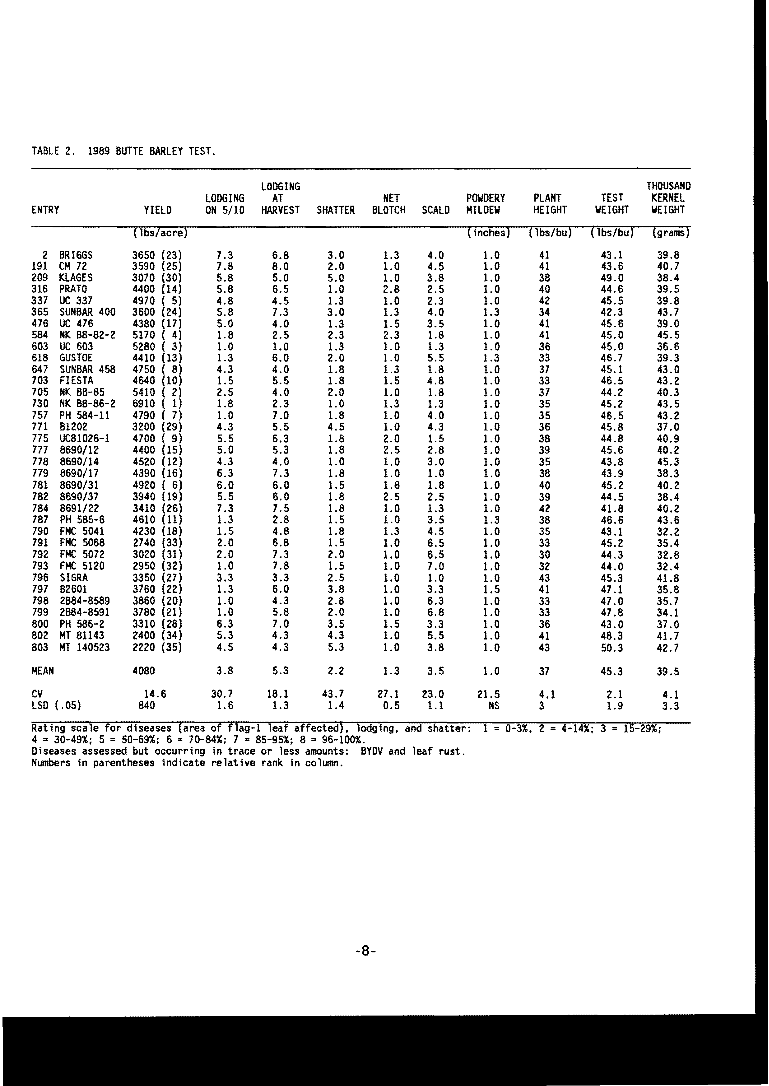 TABLE 2. 1989 BUTTE BARLEY TEST.
LODGING THOUSAND
LODGING AT NET POWDERY PLANT TEST KERNEL
ENTRY YIELD ON 5/10 HARVEST SHATTER BLOTCH SCALD MILDEW HEIGHT WEIGHT WEIGHT
(lbs/acre) (inches) (lbs/bu) (lbs/bu) (grams)
2 BRIGGS 3650 (23) 7.3 6.8 3.0 1.3 4.0 1.0 41 43.1 39.8
191 CM 72 3590 (25) 7.8 8.0 2.0 1.0 4.5 1.0 41 43.6 40.7
209 KLAGES 3070 (30) 5.8 5.0 5.0 1.0 3.8 1.0 38 49.0 38.4
316 PRATO 4400 (14) 5.8 6.5 1.0 2.8 2.5 1.0 40 44.6 39.5
337 UC 337 4970 ( 5) 4.8 4.5 1.3 1.0 2.3 1.0 42 45.5 39.8
365 SUNBAR 400 3600 (24) 5.8 7.3 3.0 1.3 4.0 1.3 34 42.3 43.7
476 UC 476 4380 (17) 5.0 4.0 1.3 1.5 3.5 1.0 41 45.6 39.0
584 NK B8-82-2 5170 ( 4) 1.8 2.5 2.3 2.3 1.8 1.0 41 45.0 45.5
603 UC 603 5280 ( 3) 1.0 1.0 1.3 1.0 1.3 1.0 36 45.0 36.6
618 GUSTOE 4410 (13) 1.3 6.0 2.0 1.0 5.5 1.3 33 46.7 39.3
647 SUNBAR 458 4750 ( 8) 4.3 4.0 1.8 1.3 1.8 1.0 37 45.1 43.0
703 FIESTA 4640 (10) 1.5 5.5 1.8 1.5 4.8 1.0 33 46.5 43.2
705 NK B8-85 5410 ( 2) 2.5 4.0 2.0 1.0 1.8 1.0 37 44.2 40.3
730 NK B8-86-2 6910 ( 1) 1.8 2.3 1.0 1.3 1.3 1.0 35 45.2 43.5
757 PH 584-11 4790 ( 7) 1.0 7.0 1.8 1.0 4.0 1.0 35 46.5 43.2
771 B1202 3200 (29) 4.3 5.5 4.5 1.0 4.3 1.0 36 45.8 37.0
775 UC81026-1 4700 ( 9) 5.5 6.3 1.8 2.0 1.5 1.0 38 44.8 40.9
777 8690/12 4400 (15) 5.0 5.3 1.8 2.5 2.8 1.0 39 45.6 40.2
778 8690/14 4520 (12) 4.3 4.0 1.0 1.0 3.0 1.0 35 43.8 45.3
779 8690/17 4390 (16) 6.3 7.3 1.8 1.0 1.0 1.0 38 43.9 38.3
781 8690/31 4920 ( 6) 6.0 6.0 1.5 1.8 1.8 1.0 40 45.2 40.2
782 8690/37 3940 (19) 5.5 6.0 1.8 2.5 2.5 1.0 39 44.5 38.4
784 8691/22 3410 (26) 7.3 7.5 1.8 1.0 1.3 1.0 42 41.8 40.2
787 PH 585-6 4610 (11) 1.3 2.8 1.5 1.0 3.5 1.3 38 46.6 43.6
790 FMC 5041 4230 (18) 1.5 4.8 1.8 1.3 4.5 1.0 35 43.1 32.2
791 FMC 5068 2740 (33) 2.0 6.8 1.5 1.0 6.5 1.0 33 45.2 35.4
792 FMC 5072 3020 (31) 2.0 7.3 2.0 1.0 6.5 1.0 30 44.3 32.8
793 FMC 5120 2950 (32) 1.0 7.8 1.5 1.0 7.0 1.0 32 44.0 32.4
796 SIGRA 3350 (27) 3.3 3.3 2.5 1.0 1.0 1.0 43 45.3 41.8
797 B2601 3760 (22) 1.3 6.0 3.8 1.0 3.3 1.5 41 47.1 35.8
798 2B84-8589 3860 (20) 1.0 4.3 2.8 1.0 6.3 1.0 33 47.0 35.7
799 2B84-8591 3780 (21) 1.0 5.8 2.0 1.0 6.8 1.0 33 47.8 34.1
800 PH 586-2 3310 (28) 6.3 7.0 3.5 1.5 3.3 1.0 36 43.0 37.0
802 MT 81143 2400 (34) 5.3 4.3 4.3 1.0 5.5 1.0 41 48.3 41.7
803 MT 140523 2220 (35) 4.5 4.3 5.3 1.0 3.8 1.0 43 50.3 42.7
MEAN 4080 3.8 5.3 2.2 1.3 3.5 1.0 37 45.3 39.5
CV 14.6 30.7 18.1 43.7 27.1 23.0 21.5 4.1 2.1 4.1
LSD (.05) 840 1.6 1.3 1.4 0.5 1.1 NS 3 1.9 3.3
Rating scale for diseases (area of flag-1 leaf affected), lodging, and shatter: 1 = 0-3%, 2 = 4-14%; 3 = 15-29%;
4 = 30-49%; 5 = 50-69%; 6 = 70-84%; 7 = 85-95%; 8 = 96-100%.
Diseases assessed but occurring in trace or less amounts: BYDV and leaf rust.
Numbers in parentheses indicate relative rank in column.
-8-